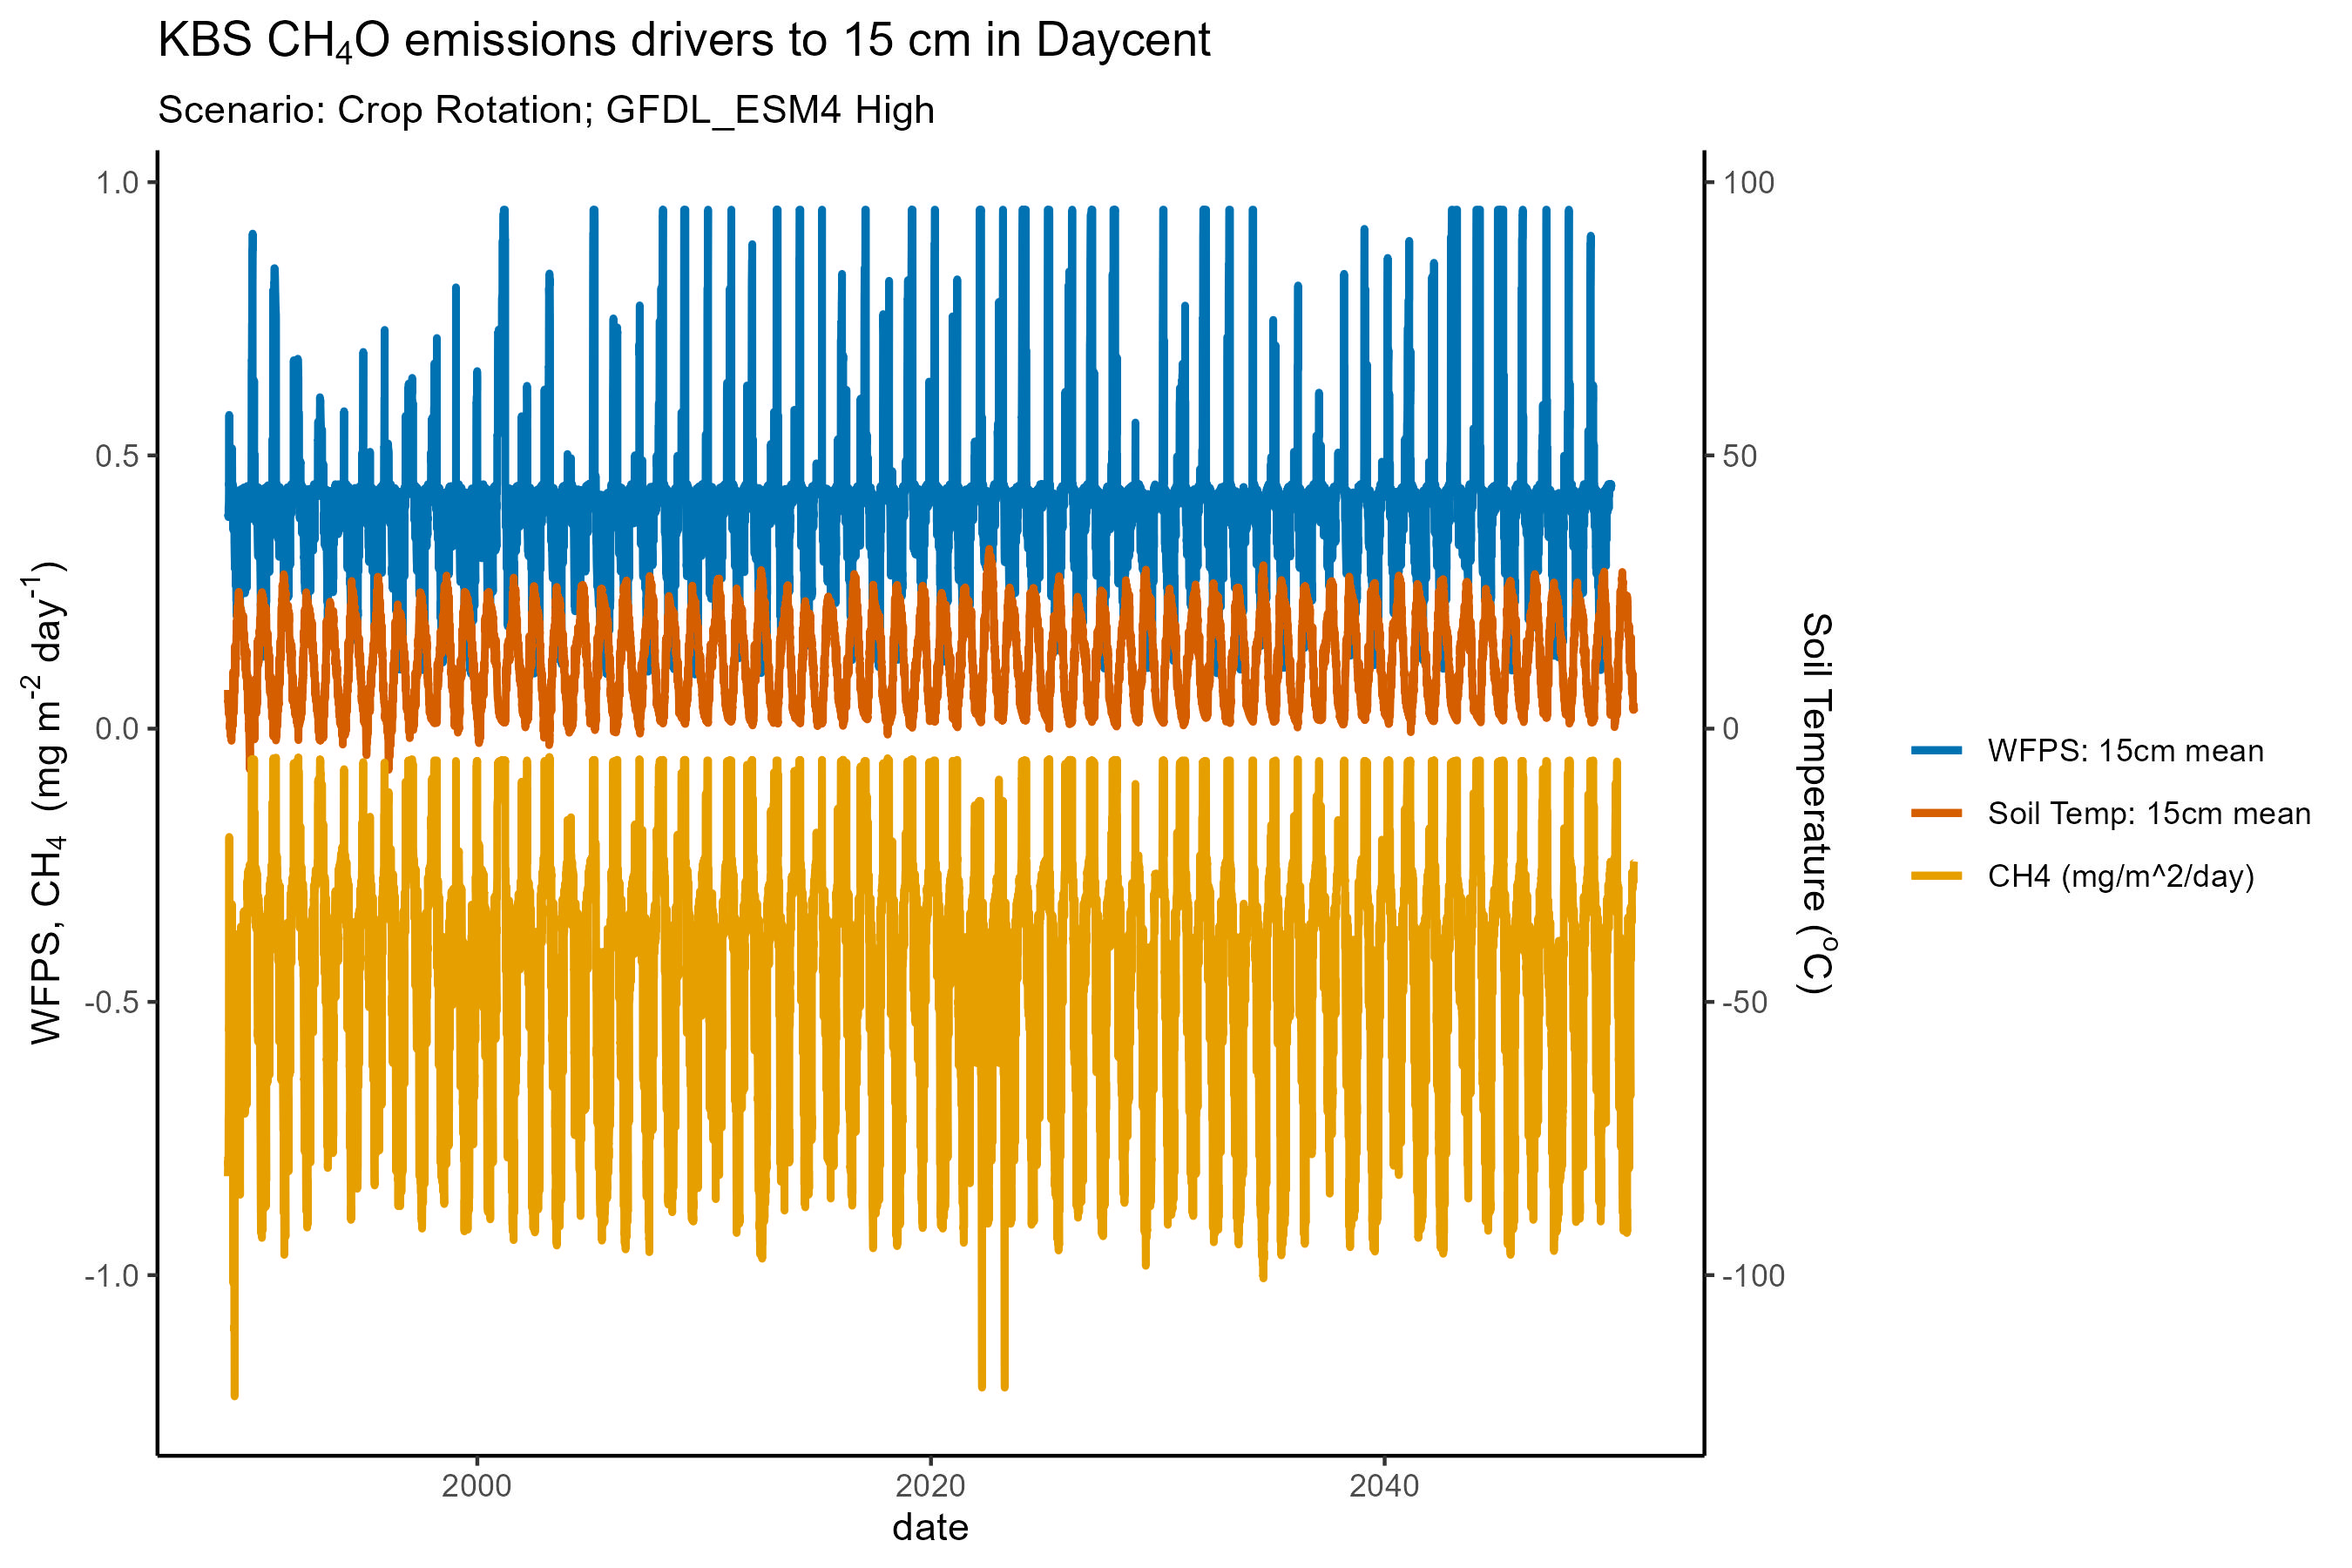 KBS CH₄O emissions drivers to 15 cm in Daycent
Scenario: Crop Rotation; GFDL_ESM4 High
1.0
0.5
0.0
-0.5
-1.0
WFPS, CH₄ (mg m⁻² day⁻¹)
100
50
0
-50
-100
Soil Temperature (ᵒC)
2000
2020
2040
date
WFPS: 15cm mean
Soil Temp: 15cm mean
CH4 (mg/m^2/day)